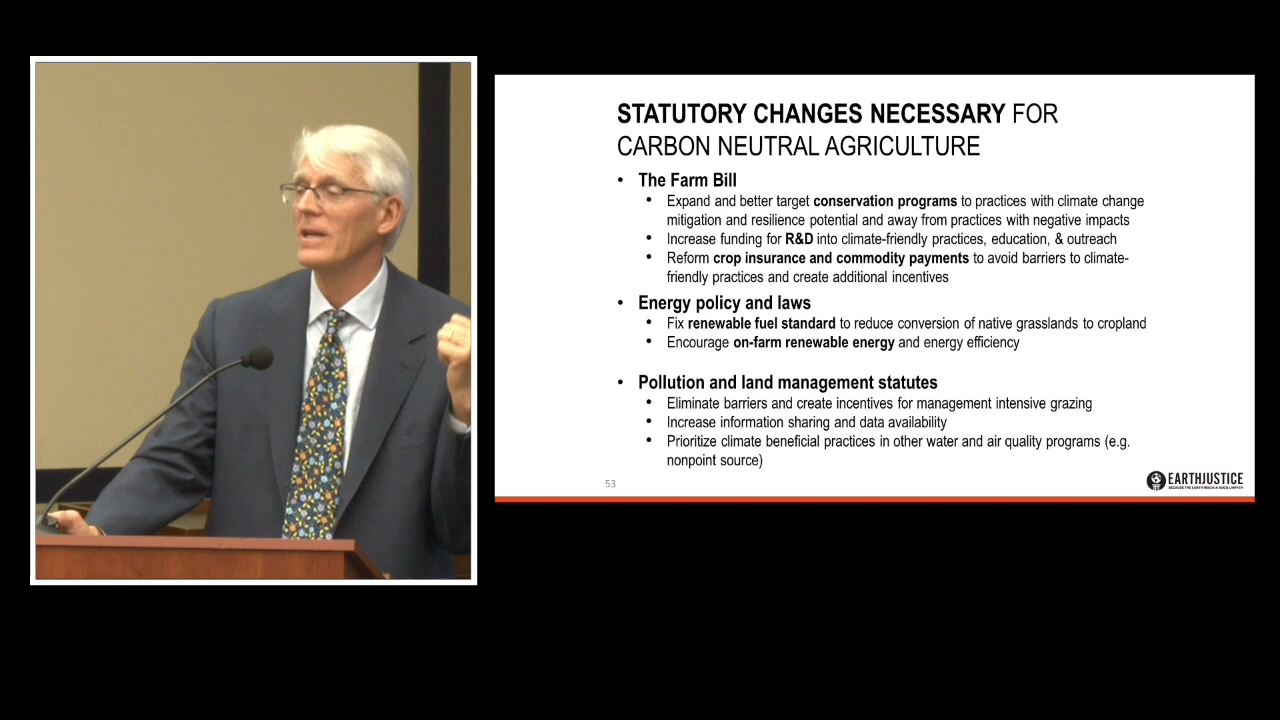 STATUTORY CHANGES NECESSARY FOR
CARBON NEUTRAL AGRICULTURE
• The Farm Bill
• Expand and better target conservation programs to practices with climate change
mitigation and resilience potential and away from practices with negative impacts
• Increase funding for R&D into climate-friendly practices, education, & outreach
• Reform crop insurance and commodity payments to avoid barriers to climate-
friendly practices and create additional incentives
• Energy policy and laws
• Fix renewable fuel standard to reduce conversion of native grasslands to cropland
• Encourage on-farm renewable energy and energy efficiency
• Pollution and land management statutes
• Eliminate barriers and create incentives for management intensive grazing
• Increase information sharing and data availability
• Prioritize climate beneficial practices in other water and air quality programs (e.g.
nonpoint source)
53
EARTHJUSTICE
BECAUSE THE EARTH NEEDS A GOOD LAWYER